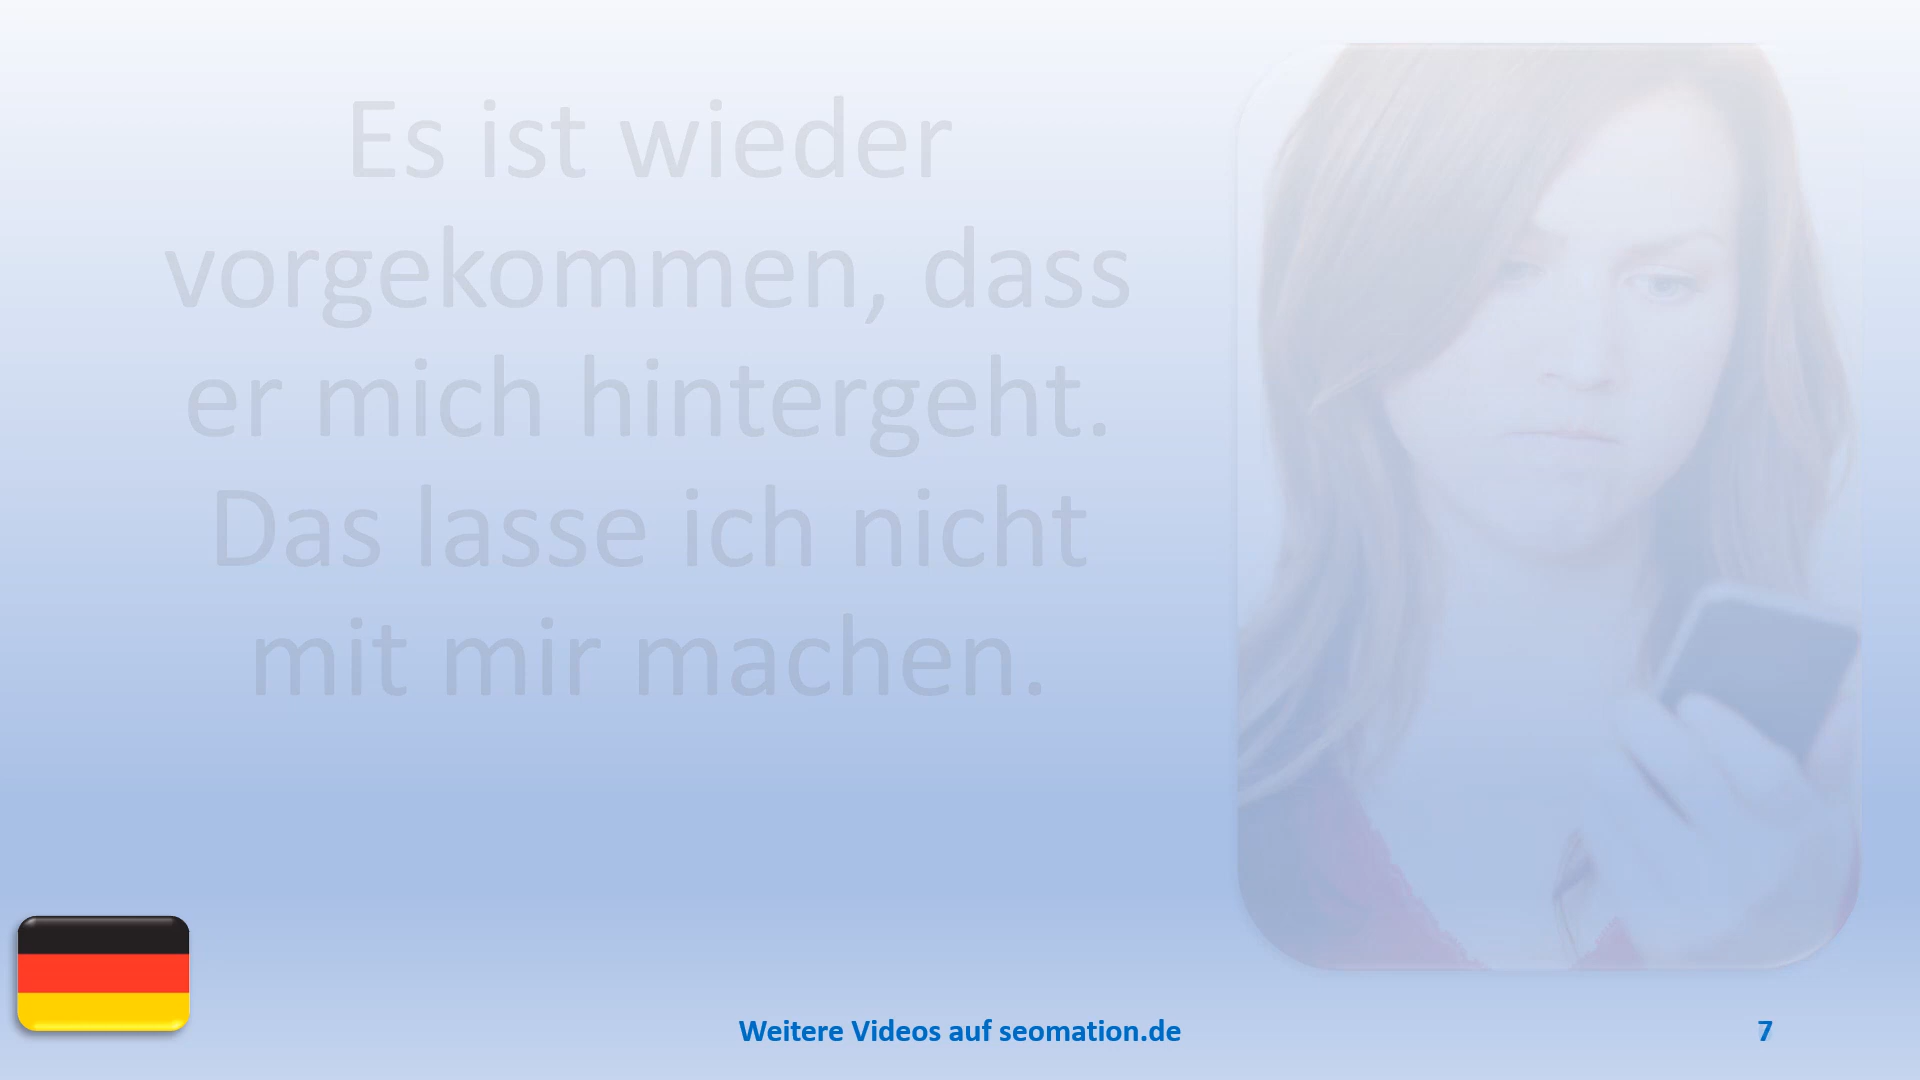 Es ist wieder
vorgekommen, dass
er mich hintergeht.
Das lasse ich nicht
mit mir machen.
Weitere Videos auf seomation.de
7